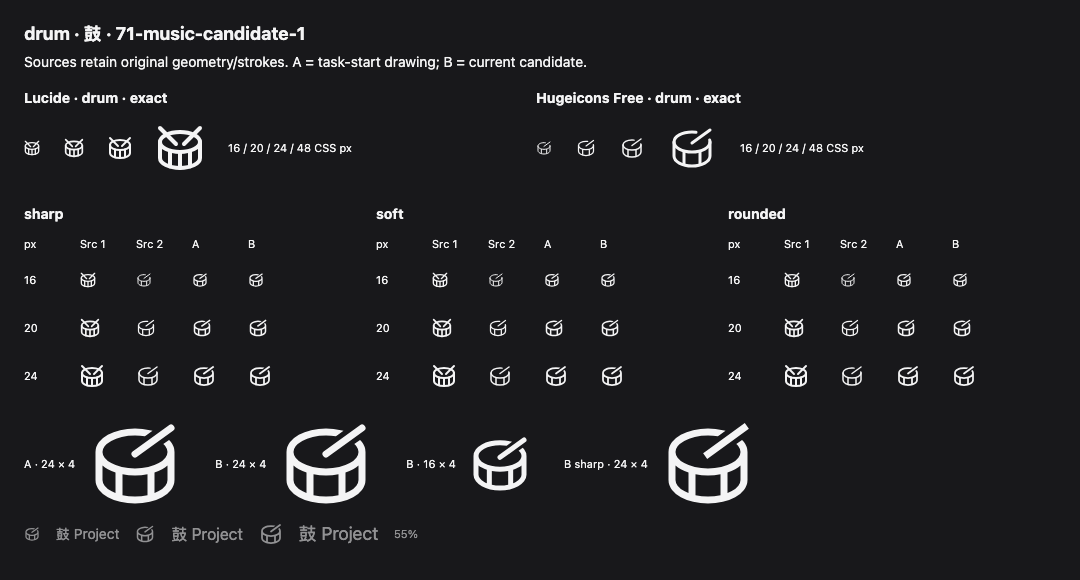 drum · 鼓 · 71-music-candidate-1
Sources retain original geometry/strokes. A = task-start drawing; B = current candidate.
Lucide · drum · exact
16 / 20 / 24 / 48 CSS px
Hugeicons Free · drum · exact
16 / 20 / 24 / 48 CSS px
sharp
px Src 1 Src 2 A B
16
20
24
soft
px Src 1 Src 2 A B
16
20
24
rounded
px Src 1 Src 2 A B
16
20
24
A · 24 × 4
B · 24 × 4
B · 16 × 4
B sharp · 24 × 4
鼓 Project 鼓 Project 鼓 Project 55%